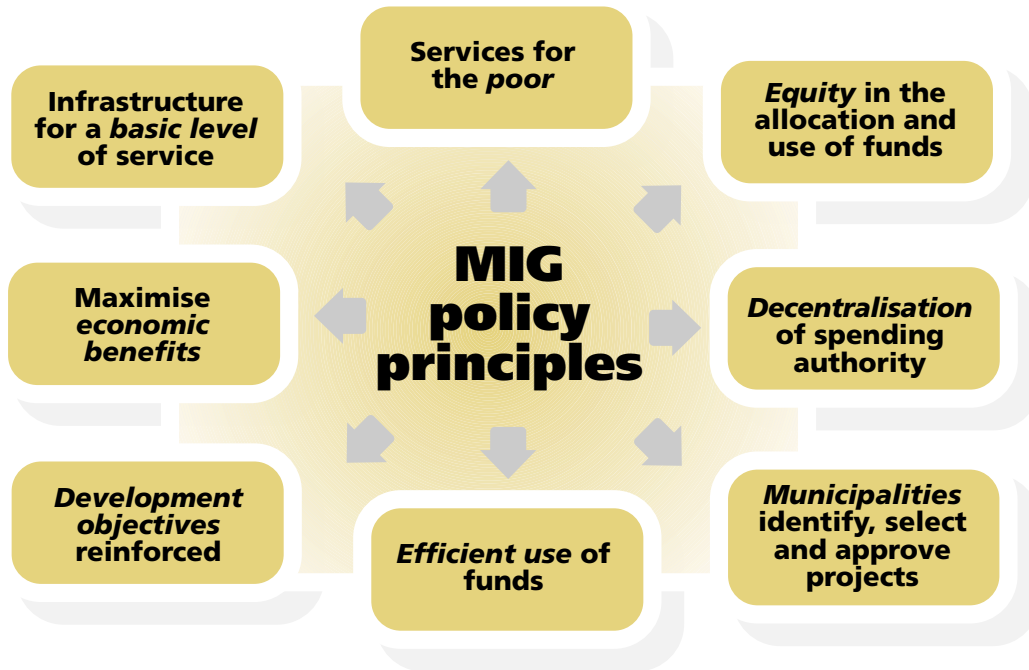 Services for
the poor
Infrastructure
for a basic level
of service
Equity in the
allocation and
use of funds
MIG
policy
principles
Maximise
economic
benefits
Decentralisation
of spending
authority
Development
objectives
reinforced
Efficient use of
funds
Municipalities
identify, select
and approve
projects